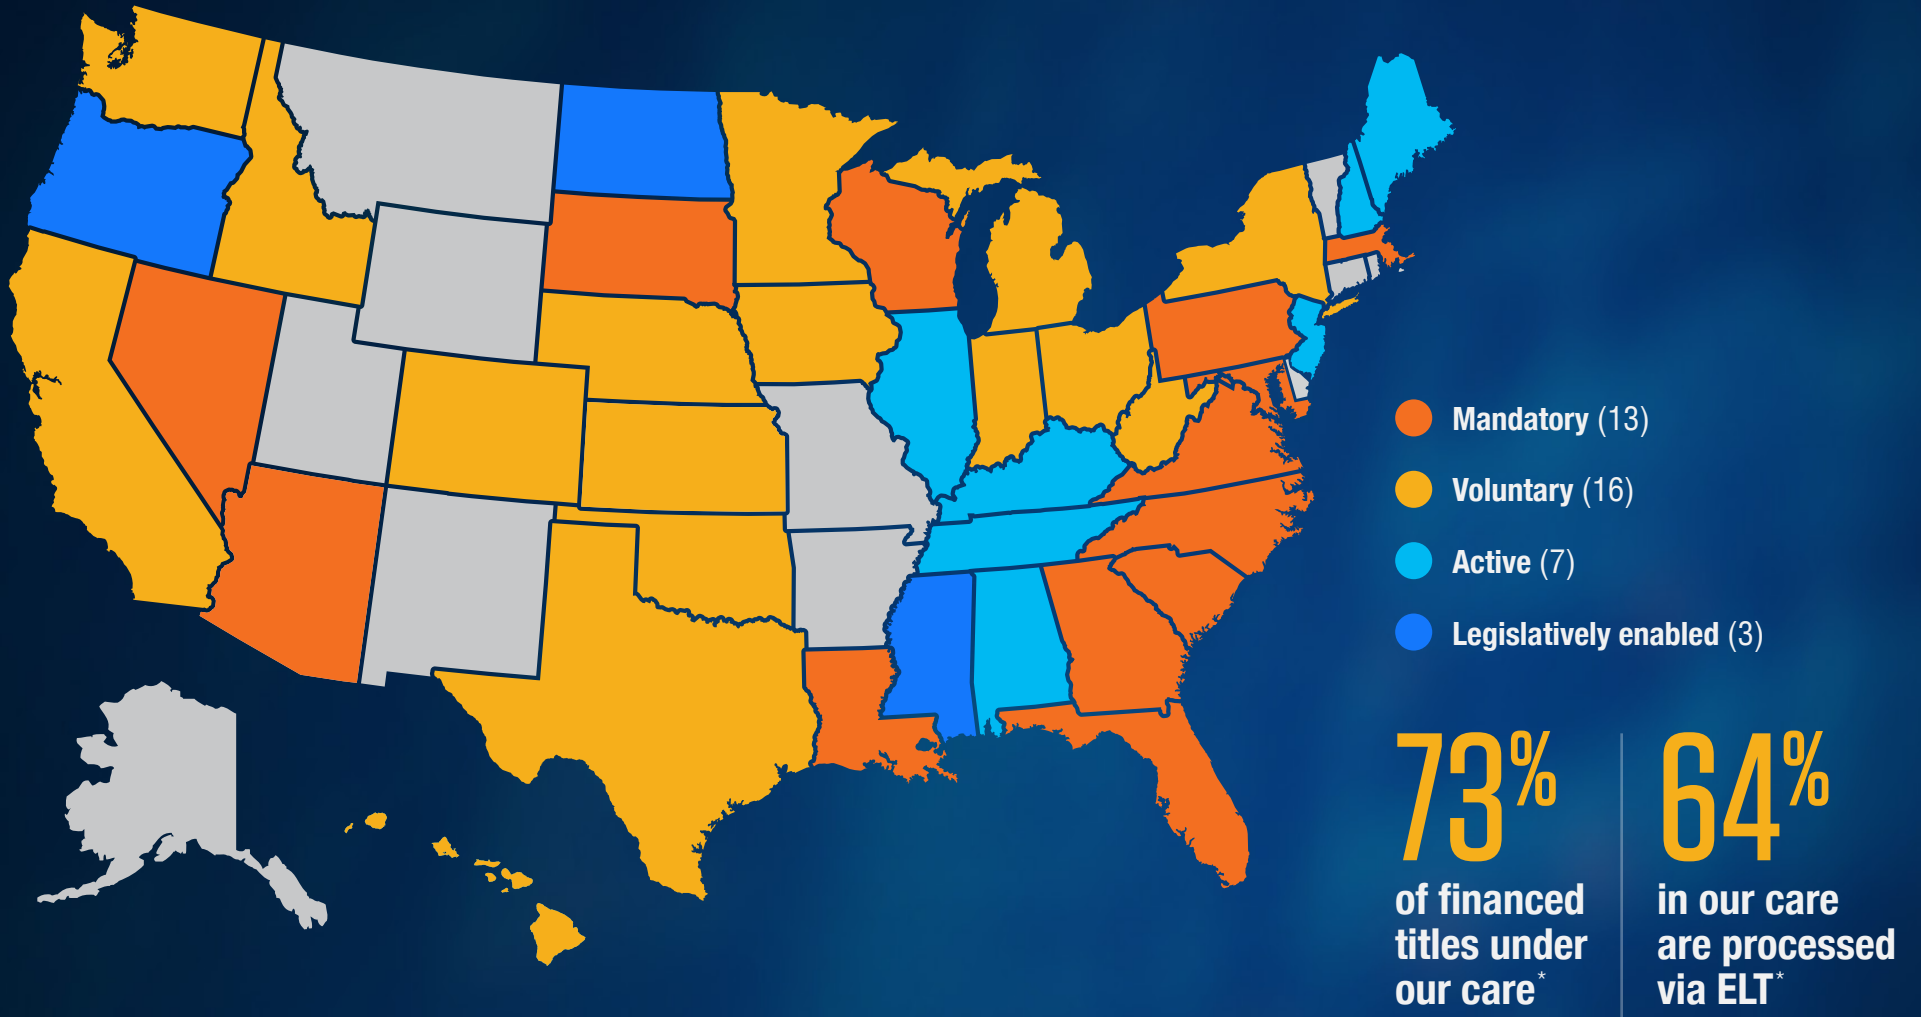 Mandatory (13)
Voluntary (16)
Active (7)
Legislatively enabled (3)
73%
of financed
titles under
our care*
64%
in our care
are processed
via ELT*